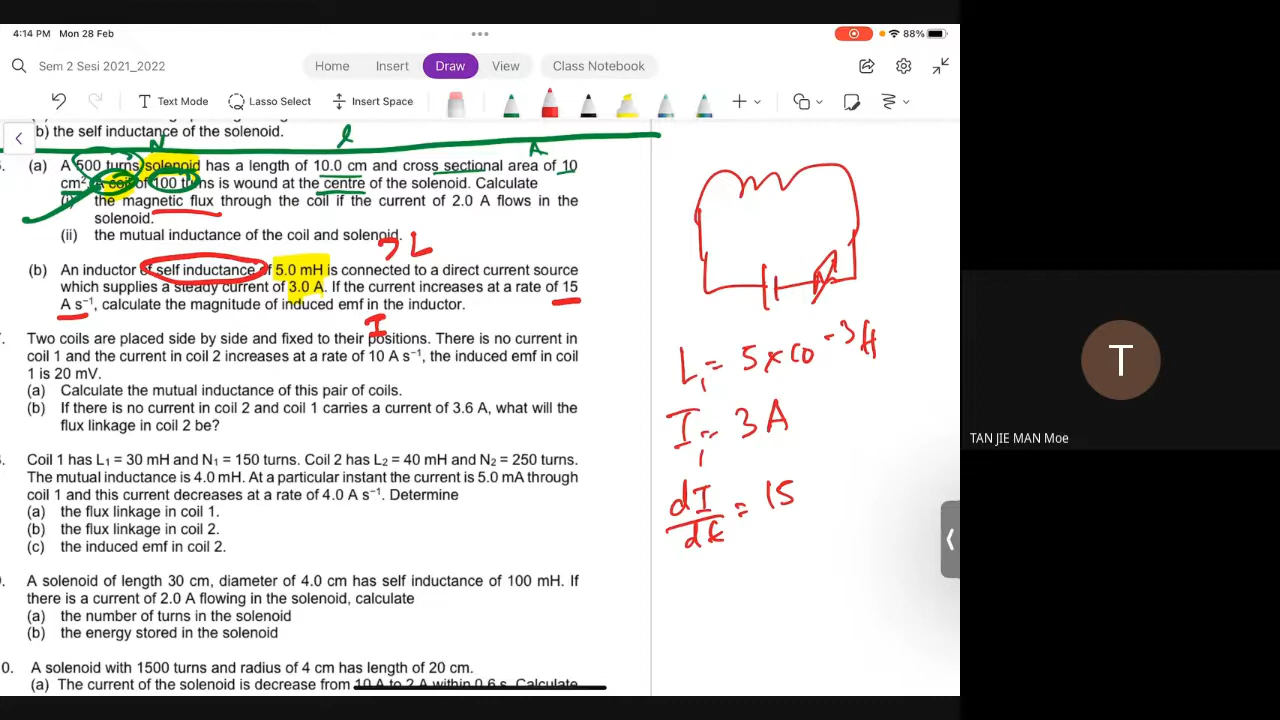 4:14 PM Mon 28 Feb
88%
Sem 2 Sesi 2021_2022
Home Insert Draw View Class Notebook
Text Mode Lasso Select Insert Space
b) the self inductance of the solenoid.
N l A
(a) A 500 turns solenoid has a length of 10.0 cm and cross sectional area of 10
cm². A coil of 100 turns is wound at the centre of the solenoid. Calculate
(i) the magnetic flux through the coil if the current of 2.0 A flows in the
solenoid.
(ii) the mutual inductance of the coil and solenoid.
L
(b) An inductor of self inductance of 5.0 mH is connected to a direct current source
which supplies a steady current of 3.0 A. If the current increases at a rate of 15
A s⁻¹, calculate the magnitude of induced emf in the inductor.
I
Two coils are placed side by side and fixed to their positions. There is no current in
coil 1 and the current in coil 2 increases at a rate of 10 A s⁻¹, the induced emf in coil
1 is 20 mV.
(a) Calculate the mutual inductance of this pair of coils.
(b) If there is no current in coil 2 and coil 1 carries a current of 3.6 A, what will the
flux linkage in coil 2 be?
Coil 1 has L₁ = 30 mH and N₁ = 150 turns. Coil 2 has L₂ = 40 mH and N₂ = 250 turns.
The mutual inductance is 4.0 mH. At a particular instant the current is 5.0 mA through
coil 1 and this current decreases at a rate of 4.0 A s⁻¹. Determine
(a) the flux linkage in coil 1.
(b) the flux linkage in coil 2.
(c) the induced emf in coil 2.
A solenoid of length 30 cm, diameter of 4.0 cm has self inductance of 100 mH. If
there is a current of 2.0 A flowing in the solenoid, calculate
(a) the number of turns in the solenoid
(b) the energy stored in the solenoid
0. A solenoid with 1500 turns and radius of 4 cm has length of 20 cm.
(a) The current of the solenoid is decrease from 10 A to 2 A within 0.6 s. Calculate
L₁ = 5 × 10⁻³ H
I₁ = 3 A
dI/dt = 15
T
TAN JIE MAN Moe